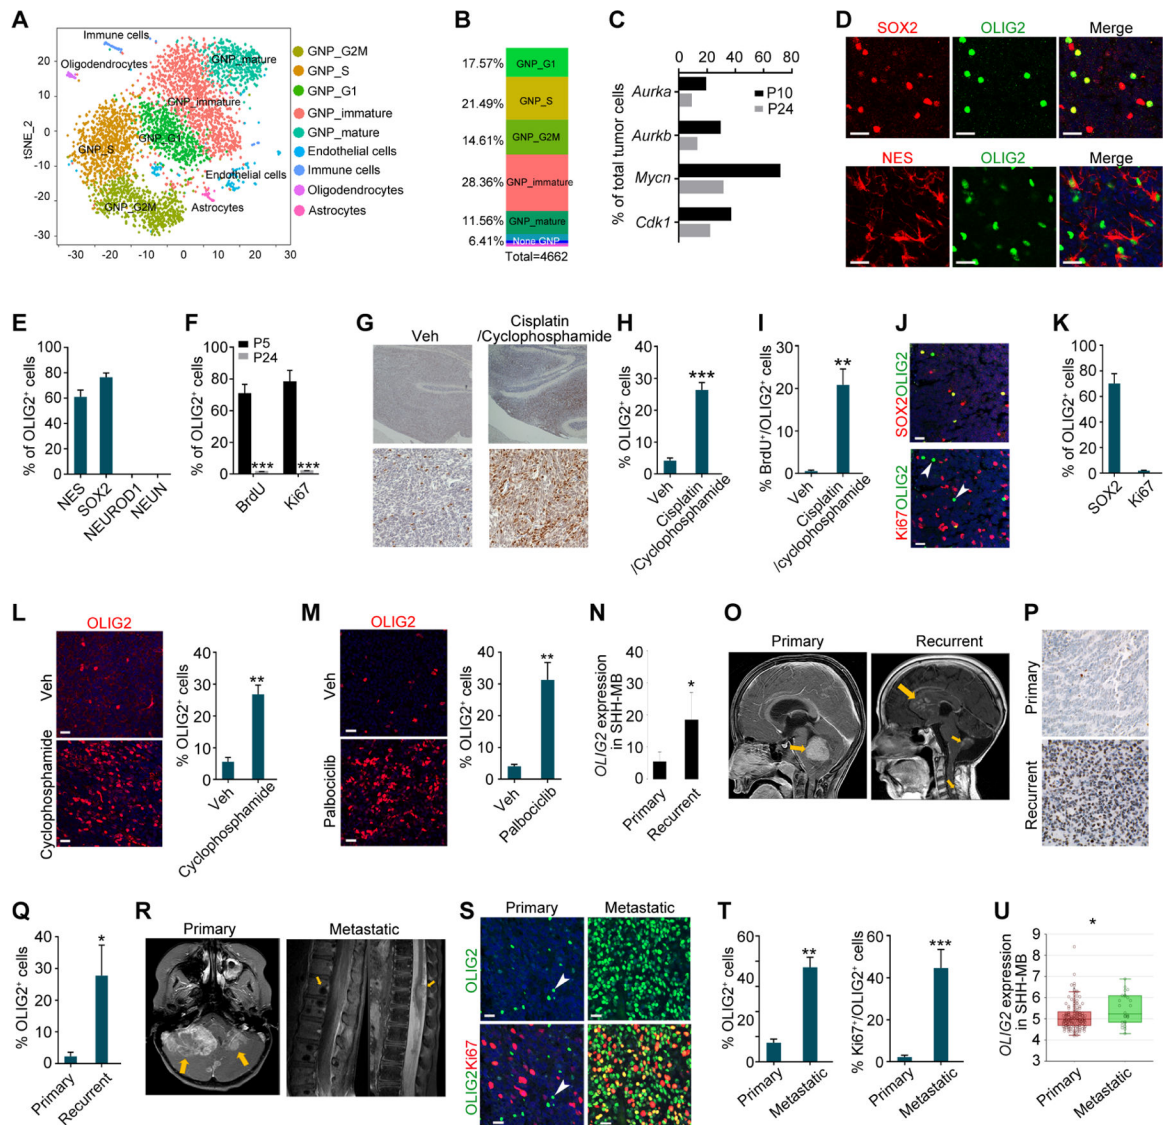 A
tSNE_2
20
10
0
-10
-20
-30
-30
-20
-10
0
10
20
30
Immune cells
Oligodendrocytes
GNP_mature
GNP_immature
GNP_G1
GNP_S
Endothelial cells
GNP_G2M
Astrocytes
GNP_G2M
GNP_S
GNP_G1
GNP_immature
GNP_mature
Endothelial cells
Immune cells
Oligodendrocytes
Astrocytes
B
17.57%
GNP_G1
21.49%
GNP_S
14.61%
GNP_G2M
28.36%
GNP_immature
11.56%
GNP_mature
6.41%
None GNP
Total=4662
C
0 20 40 60 80
% of total tumor cells
Aurka
Aurkb
Mycn
Cdk1
P10
P24
D
SOX2
OLIG2
Merge
NES
OLIG2
Merge
E
% of OLIG2+ cells
100
80
60
40
20
0
NES
SOX2
NEUROD1
NEUN
F
% of OLIG2+ cells
P5
P24
120
80
40
0
***
***
BrdU
Ki67
G
Veh
Cisplatin
/Cyclophosphamide
H
% OLIG2+ cells
40
30
20
10
0
***
Veh
Cisplatin
/Cyclophosphamide
I
% BrdU+/OLIG2+ cells
30
25
20
15
10
5
0
**
Veh
Cisplatin
/cyclophosphamide
J
SOX2OLIG2
Ki67OLIG2
K
% of OLIG2+ cells
100
80
60
40
20
0
SOX2
Ki67
L
OLIG2
Veh
Cyclophosphamide
% OLIG2+ cells
40
30
20
10
0
**
Veh
Cyclophosphamide
M
OLIG2
Veh
Palbociclib
% OLIG2+ cells
40
30
20
10
0
**
Veh
Palbociclib
N
OLIG2 expression
in SHH-MB
40
30
20
10
0
*
Primary
Recurrent
O
Primary
Recurrent
P
Primary
Recurrent
Q
% OLIG2+ cells
40
30
20
10
0
*
Primary
Recurrent
R
Primary
Metastatic
S
Primary
Metastatic
OLIG2
OLIG2Ki67
T
% OLIG2+ cells
60
40
20
0
**
Primary
Metastatic
% Ki67+/OLIG2+ cells
60
40
20
0
***
Primary
Metastatic
U
OLIG2 expression
in SHH-MB
9
8
7
6
5
4
3
*
Primary
Metastatic